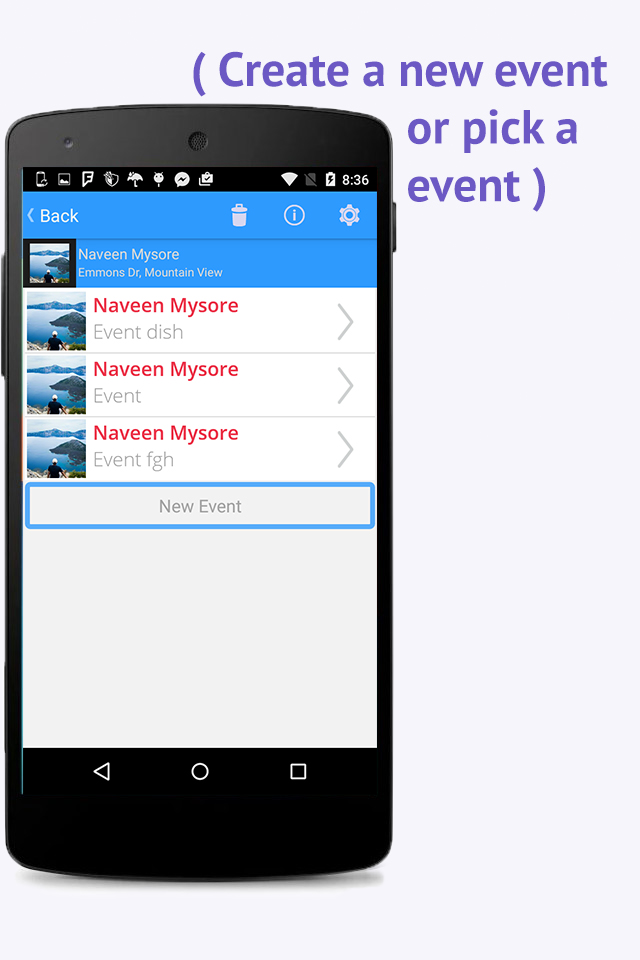 ( Create a new event
or pick a
event )
8:36
Back
Naveen Mysore
Emmons Dr, Mountain View
Naveen Mysore
Event dish
Naveen Mysore
Event
Naveen Mysore
Event fgh
New Event